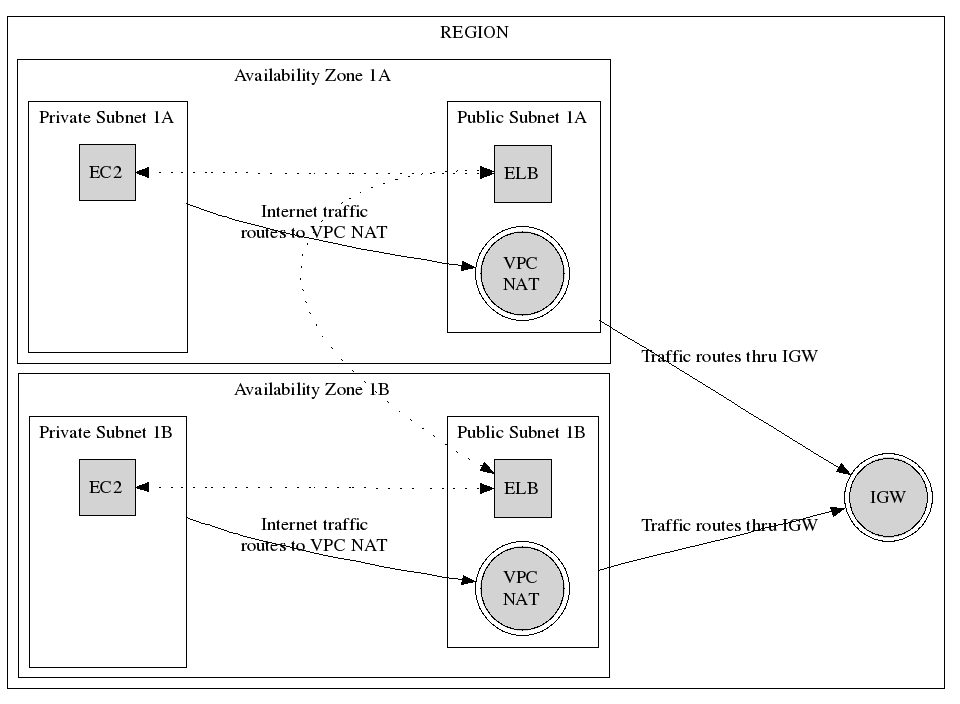 REGION
Availability Zone 1A
Private Subnet 1A
Public Subnet 1A
EC2
ELB
Internet traffic
routes to VPC NAT
VPC
NAT
Traffic routes thru IGW
Availability Zone 1B
Private Subnet 1B
Public Subnet 1B
EC2
ELB
IGW
Internet traffic
routes to VPC NAT
Traffic routes thru IGW
VPC
NAT